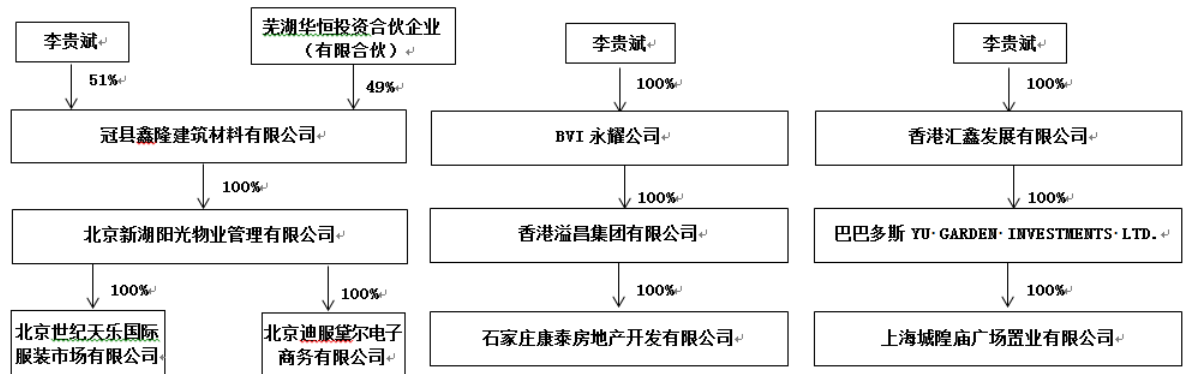 李贵斌
芜湖华恒投资合伙企业
(有限合伙)
51%
49%
冠县鑫隆建筑材料有限公司
100%
北京新湖阳光物业管理有限公司
100%
100%
北京世纪天乐国际
服装市场有限公司
北京迪服黛尔电子
商务有限公司
李贵斌
100%
BVI 永耀公司
100%
香港溢昌集团有限公司
100%
石家庄康泰房地产开发有限公司
李贵斌
100%
香港汇鑫发展有限公司
100%
巴巴多斯 YU GARDEN INVESTMENTS LTD.
100%
上海城隍庙广场置业有限公司